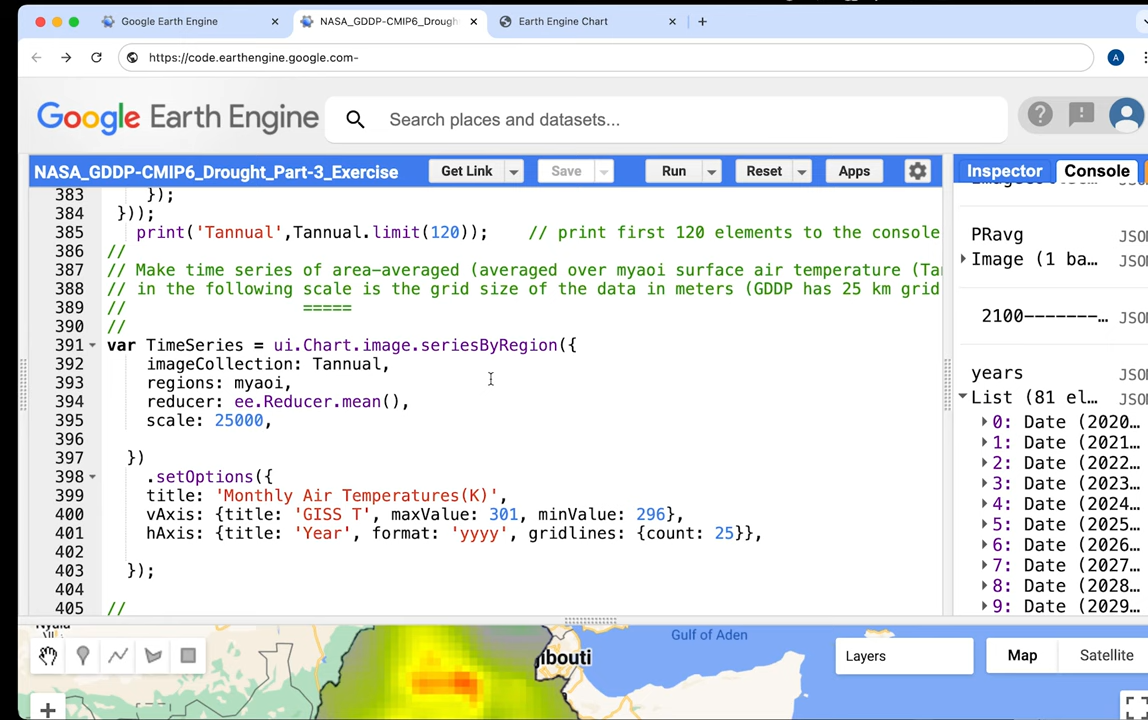 Google Earth Engine
NASA_GDDP-CMIP6_Drough
Earth Engine Chart
https://code.earthengine.google.com-
A
Google Earth Engine
Search places and datasets...
NASA_GDDP-CMIP6_Drought_Part-3_Exercise
Get Link
Save
Run
Reset
Apps
Inspector
Console
383 });
384 }));
385 print('Tannual',Tannual.limit(120)); // print first 120 elements to the console
386 //
387 // Make time series of area-averaged (averaged over myaoi surface air temperature (Ta
388 // in the following scale is the grid size of the data in meters (GDDP has 25 km grid
389 // =====
390 //
391 var TimeSeries = ui.Chart.image.seriesByRegion({
392 imageCollection: Tannual,
393 regions: myaoi,
394 reducer: ee.Reducer.mean(),
395 scale: 25000,
396
397 })
398 .setOptions({
399 title: 'Monthly Air Temperatures(K)',
400 vAxis: {title: 'GISS T', maxValue: 301, minValue: 296},
401 hAxis: {title: 'Year', format: 'yyyy', gridlines: {count: 25}},
402
403 });
404
405 //
PRavg JSO
Image (1 ba…
2100-------… JSO
years JSO
List (81 el…
0: Date (2020…
1: Date (2021…
2: Date (2022…
3: Date (2023…
4: Date (2024…
5: Date (2025…
6: Date (2026…
7: Date (2027…
8: Date (2028…
9: Date (2029…
Gulf of Aden
ibouti
Layers
Map
Satellite